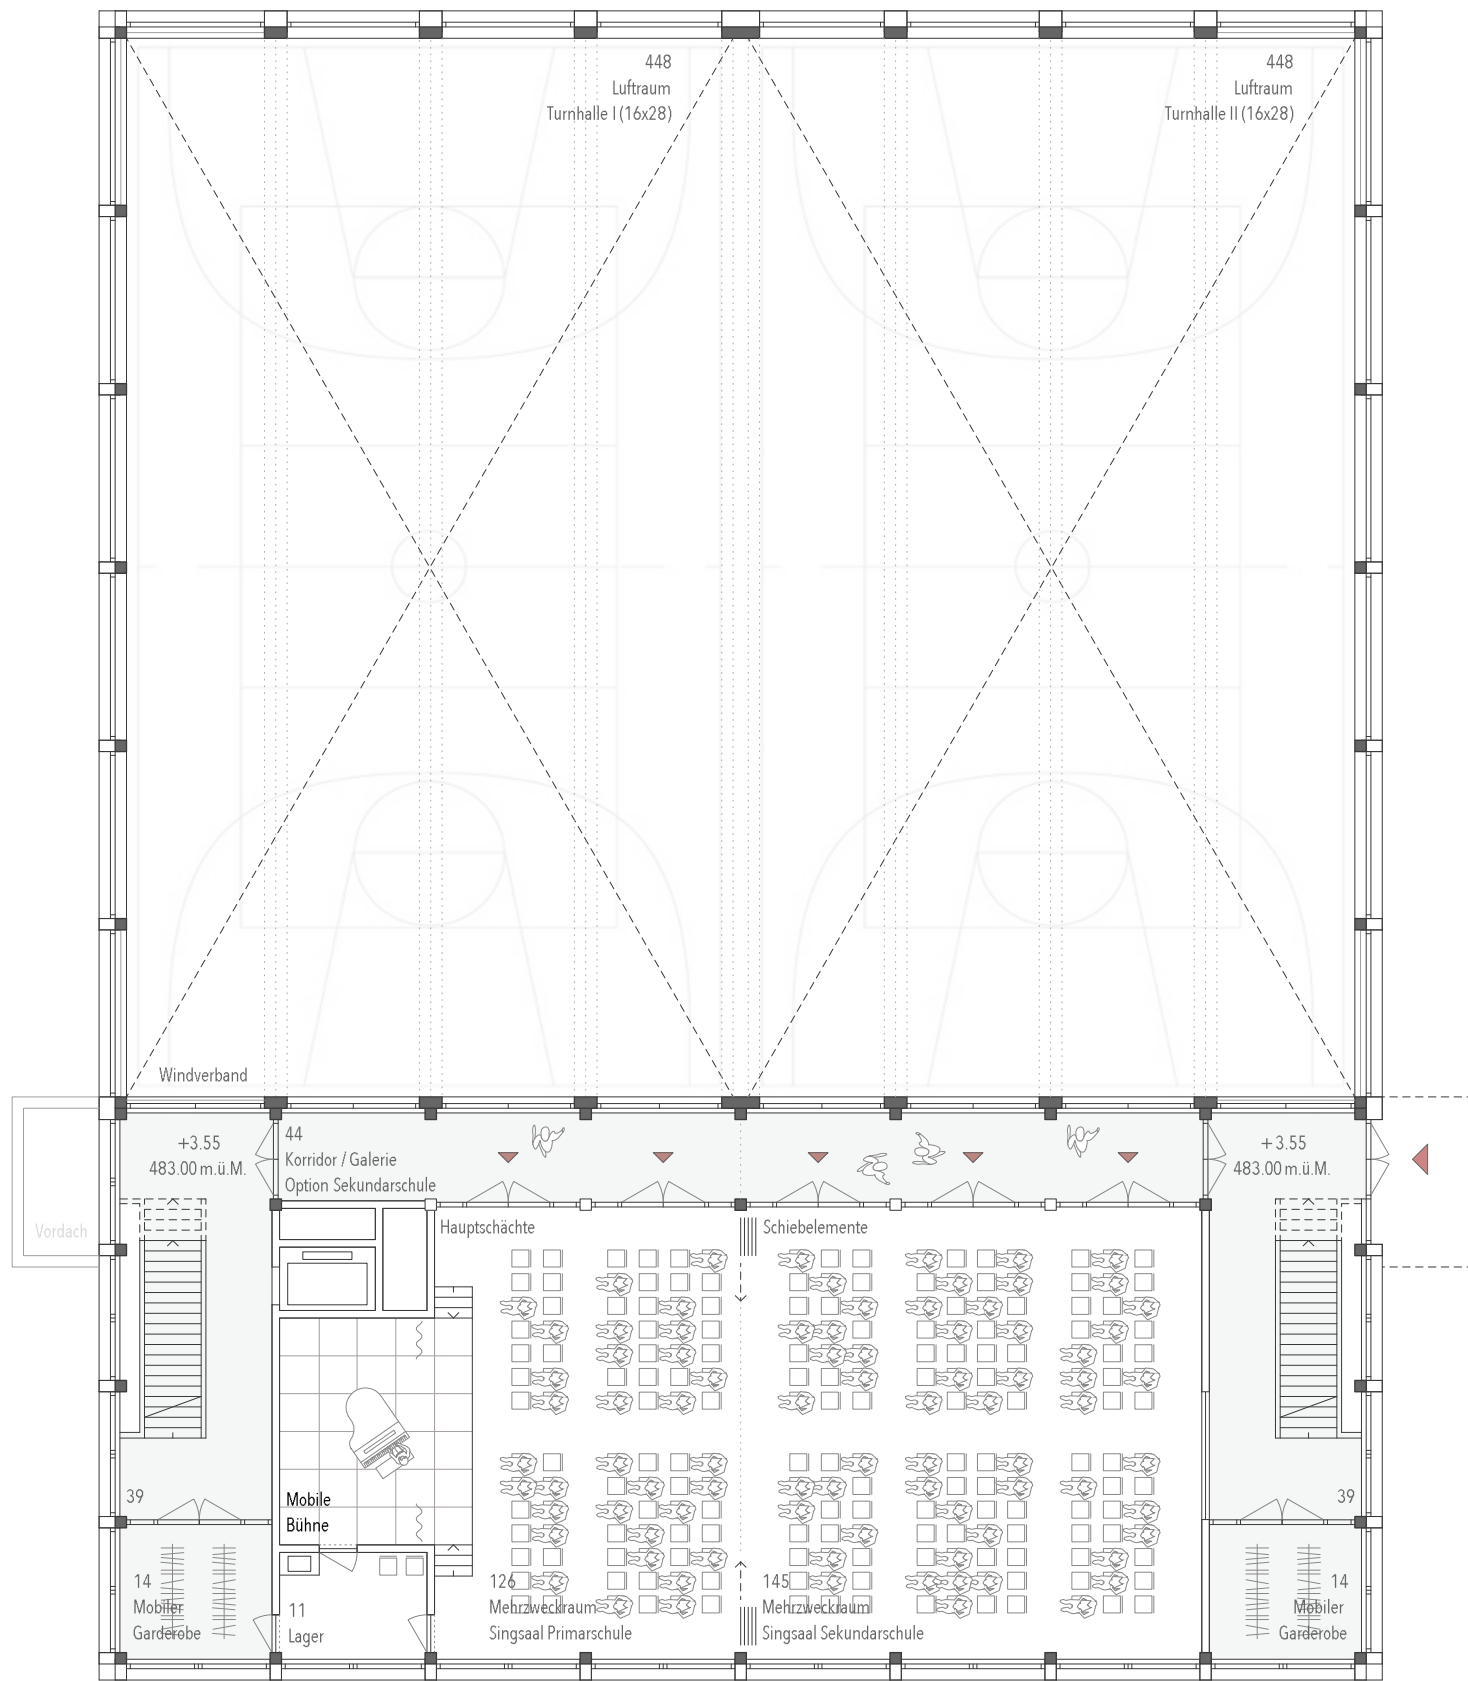 448
Luftraum
Turnhalle I (16x28)
448
Luftraum
Turnhalle II (16x28)
Windverband
+3.55
483.00 m.ü.M.
44
Korridor / Galerie
Option Sekundarschule
+3.55
483.00 m.ü.M.
Vordach
Hauptschächte
Schiebelemente
39
Mobile
Bühne
39
14
Mobiler
Garderobe
11
Lager
126
Mehrzweckraum
Singsaal Primarschule
145
Mehrzweckraum
Singsaal Sekundarschule
14
Mobiler
Garderobe